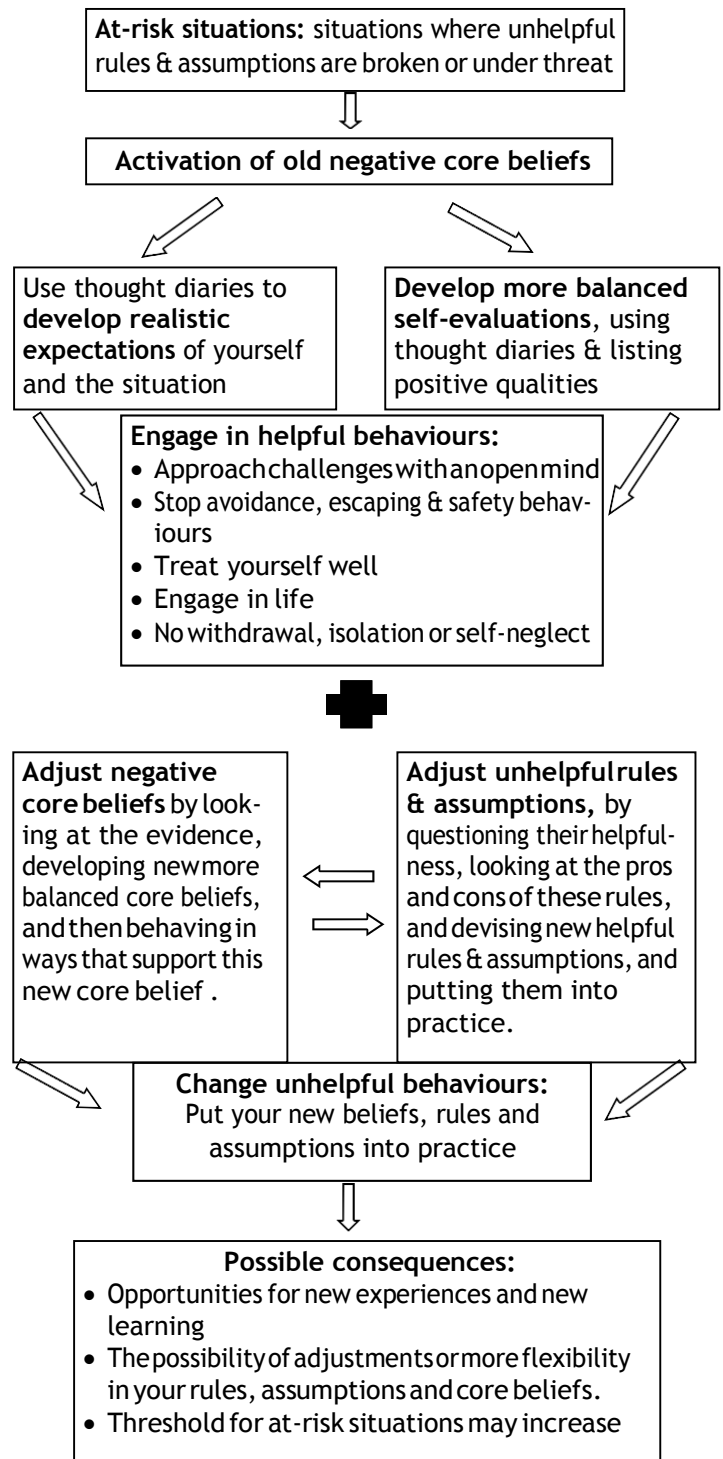 At-risk situations: situations where unhelpful
rules & assumptions are broken or under threat
Activation of old negative core beliefs
Use thought diaries to
develop realistic
expectations of yourself
and the situation
Develop more balanced
self-evaluations, using
thought diaries & listing
positive qualities
Engage in helpful behaviours:
• Approach challenges with an open mind
• Stop avoidance, escaping & safety behav-
iours
• Treat yourself well
• Engage in life
• No withdrawal, isolation or self-neglect
Adjust negative
core beliefs by look-
ing at the evidence,
developing new more
balanced core beliefs,
and then behaving in
ways that support this
new core belief .
Adjust unhelpful rules
& assumptions, by
questioning their helpful-
ness, looking at the pros
and cons of these rules,
and devising new helpful
rules & assumptions, and
putting them into
practice.
Change unhelpful behaviours:
Put your new beliefs, rules and
assumptions into practice
Possible consequences:
• Opportunities for new experiences and new
learning
• The possibility of adjustments or more flexibility
in your rules, assumptions and core beliefs.
• Threshold for at-risk situations may increase